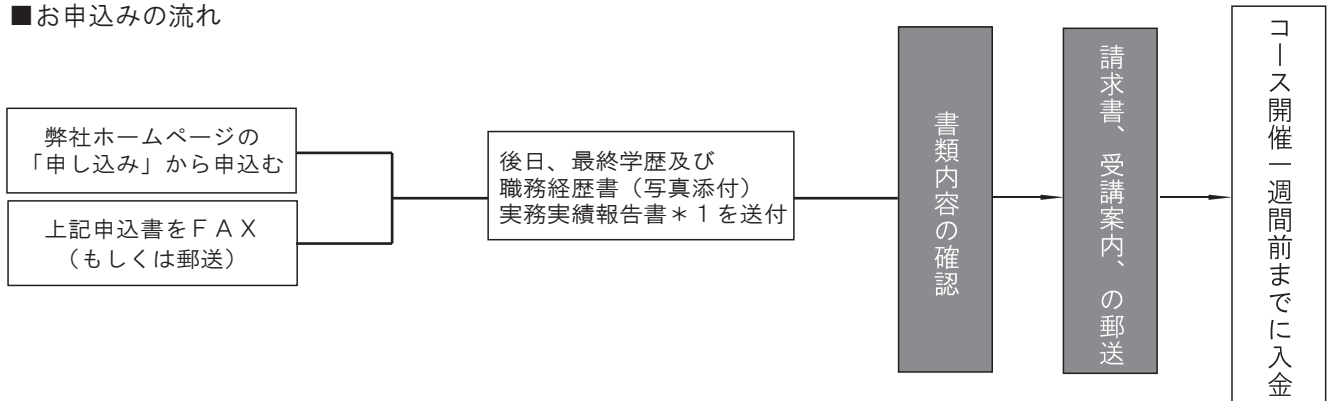 ■お申込みの流れ
弊社ホームページの
「申し込み」から申込む
上記申込書をＦＡＸ
（もしくは郵送）
後日、最終学歴及び
職務経歴書（写真添付）
実務実績報告書＊１を送付
書類内容の確認
請求書、受講案内、の郵送
コース開催一週間前までに入金